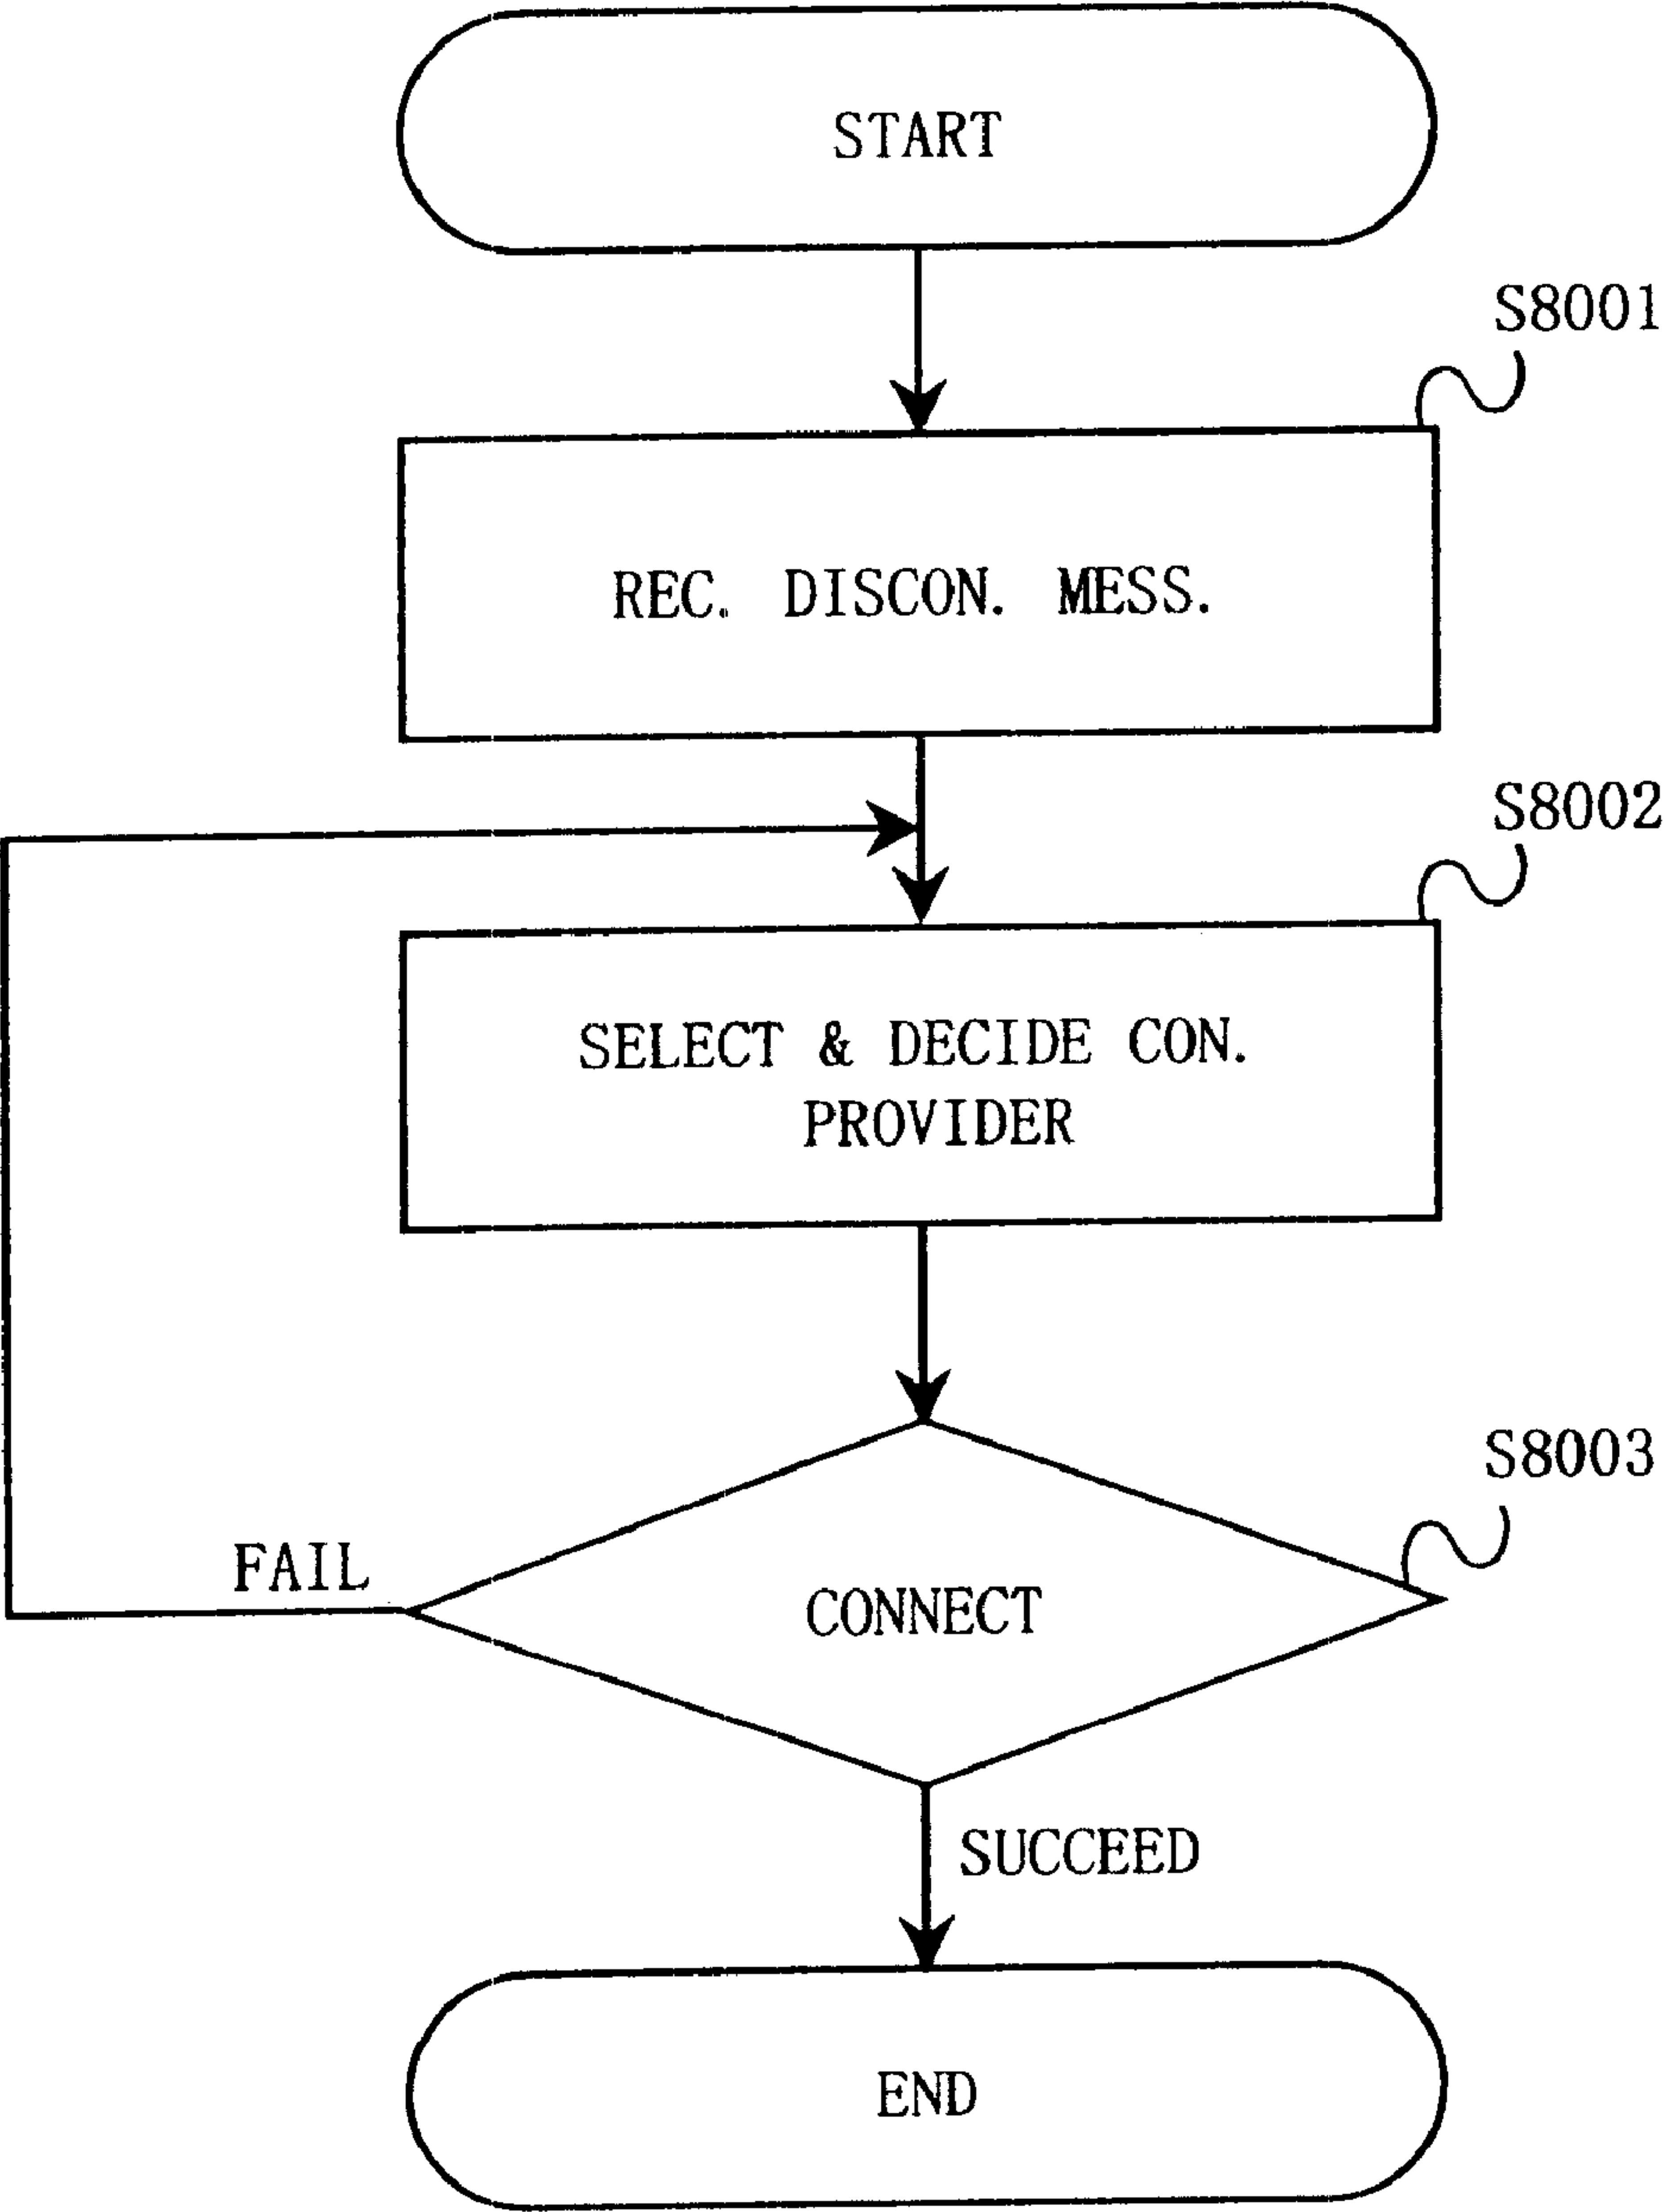 START
S8001
REC. DISCON. MESS.
S8002
SELECT & DECIDE CON.
PROVIDER
S8003
FAIL
CONNECT
SUCCEED
END